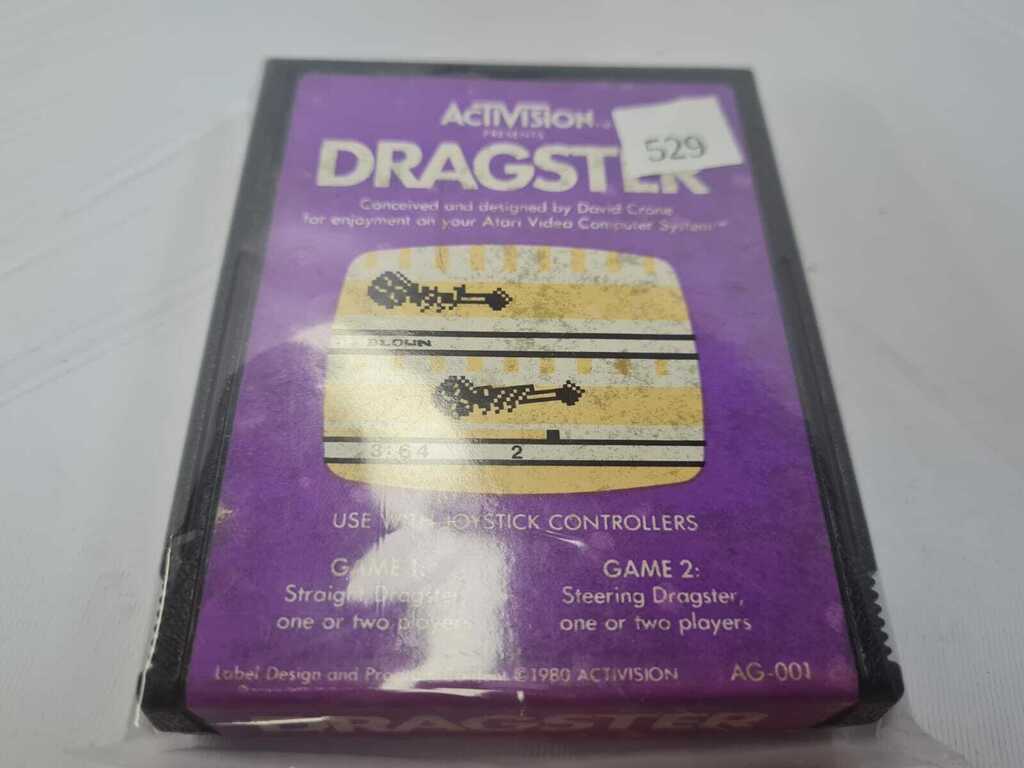 ACTIVISION
PRESENTS
DRAGSTER
529
Conceived and designed by David Crane
for enjoyment on your Atari Video Computer System™
BLOWN
3:64 2
USE WITH JOYSTICK CONTROLLERS
GAME 1:
Straight Dragster,
one or two players
GAME 2:
Steering Dragster,
one or two players
Label Design and ©1980 ACTIVISION
AG-001
DRAGSTER